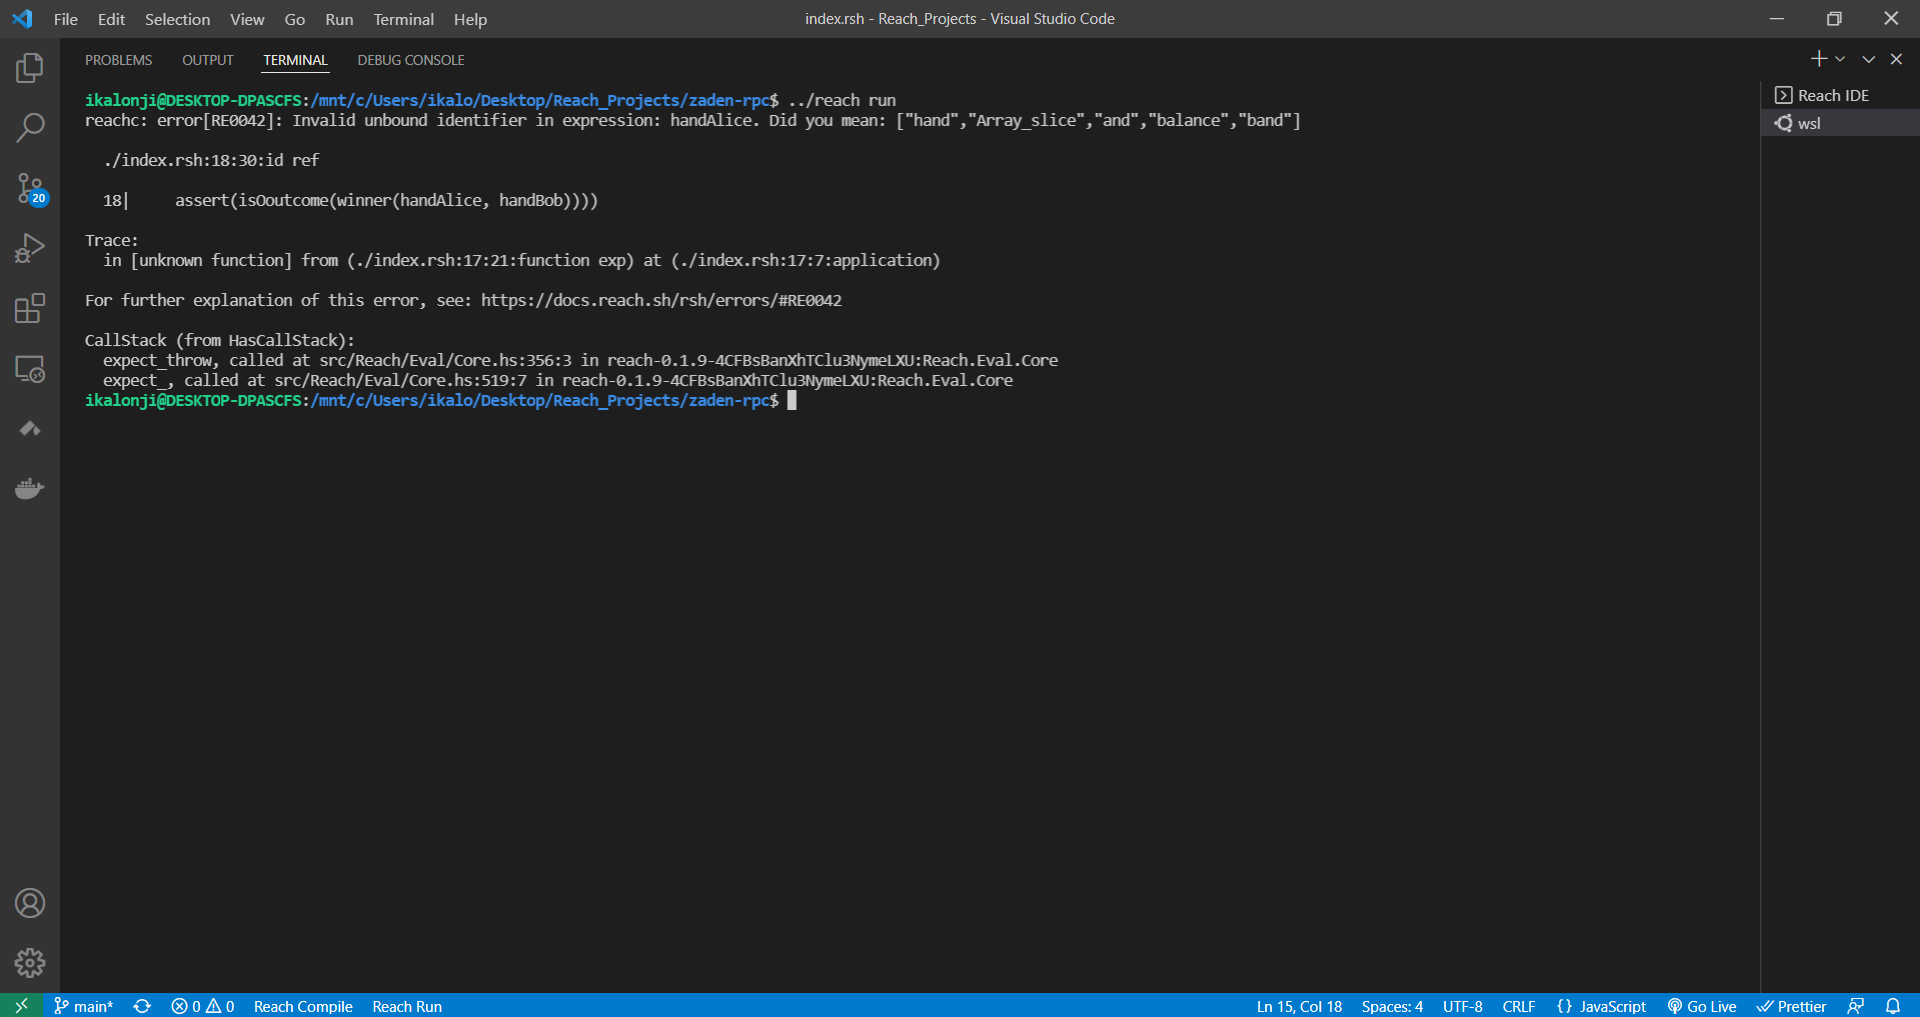 File Edit Selection View Go Run Terminal Help
index.rsh - Reach_Projects - Visual Studio Code
PROBLEMS OUTPUT TERMINAL DEBUG CONSOLE
ikalonji@DESKTOP-DPASCFS:/mnt/c/Users/ikalo/Desktop/Reach_Projects/zaden-rpc$ ../reach run
reachc: error[RE0042]: Invalid unbound identifier in expression: handAlice. Did you mean: ["hand","Array_slice","and","balance","band"]
./index.rsh:18:30:id ref
18| assert(isOoutcome(winner(handAlice, handBob))))
Trace:
in [unknown function] from (./index.rsh:17:21:function exp) at (./index.rsh:17:7:application)
For further explanation of this error, see: https://docs.reach.sh/rsh/errors/#RE0042
CallStack (from HasCallStack):
expect_throw, called at src/Reach/Eval/Core.hs:356:3 in reach-0.1.9-4CFBsBanXhTClu3NymeLXU:Reach.Eval.Core
expect_, called at src/Reach/Eval/Core.hs:519:7 in reach-0.1.9-4CFBsBanXhTClu3NymeLXU:Reach.Eval.Core
ikalonji@DESKTOP-DPASCFS:/mnt/c/Users/ikalo/Desktop/Reach_Projects/zaden-rpc$
Reach IDE
wsl
20
main* 0 0 Reach Compile Reach Run
Ln 15, Col 18 Spaces: 4 UTF-8 CRLF {} JavaScript Go Live Prettier